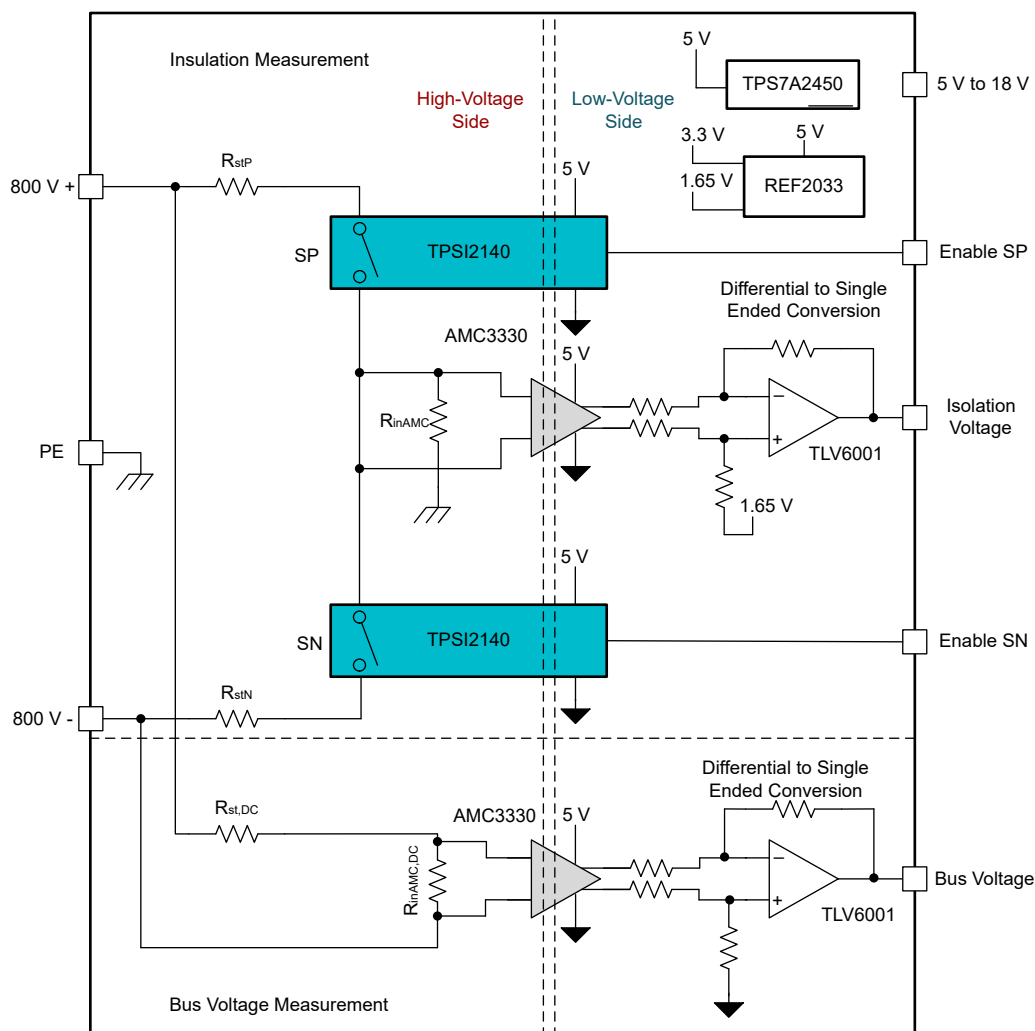 Insulation Measurement
High-Voltage
Side
Low-Voltage
Side
5 V
TPS7A2450
5 V to 18 V
3.3 V
5 V
1.65 V
REF2033
800 V +
RstP
5 V
SP
TPSI2140
Enable SP
Differential to Single
Ended Conversion
AMC3330
5 V
RinAMC
−
+
TLV6001
Isolation
Voltage
PE
1.65 V
5 V
SN
TPSI2140
Enable SN
RstN
800 V -
Differential to Single
Ended Conversion
Rst,DC
AMC3330
5 V
RinAMC,DC
−
+
TLV6001
Bus Voltage
Bus Voltage Measurement